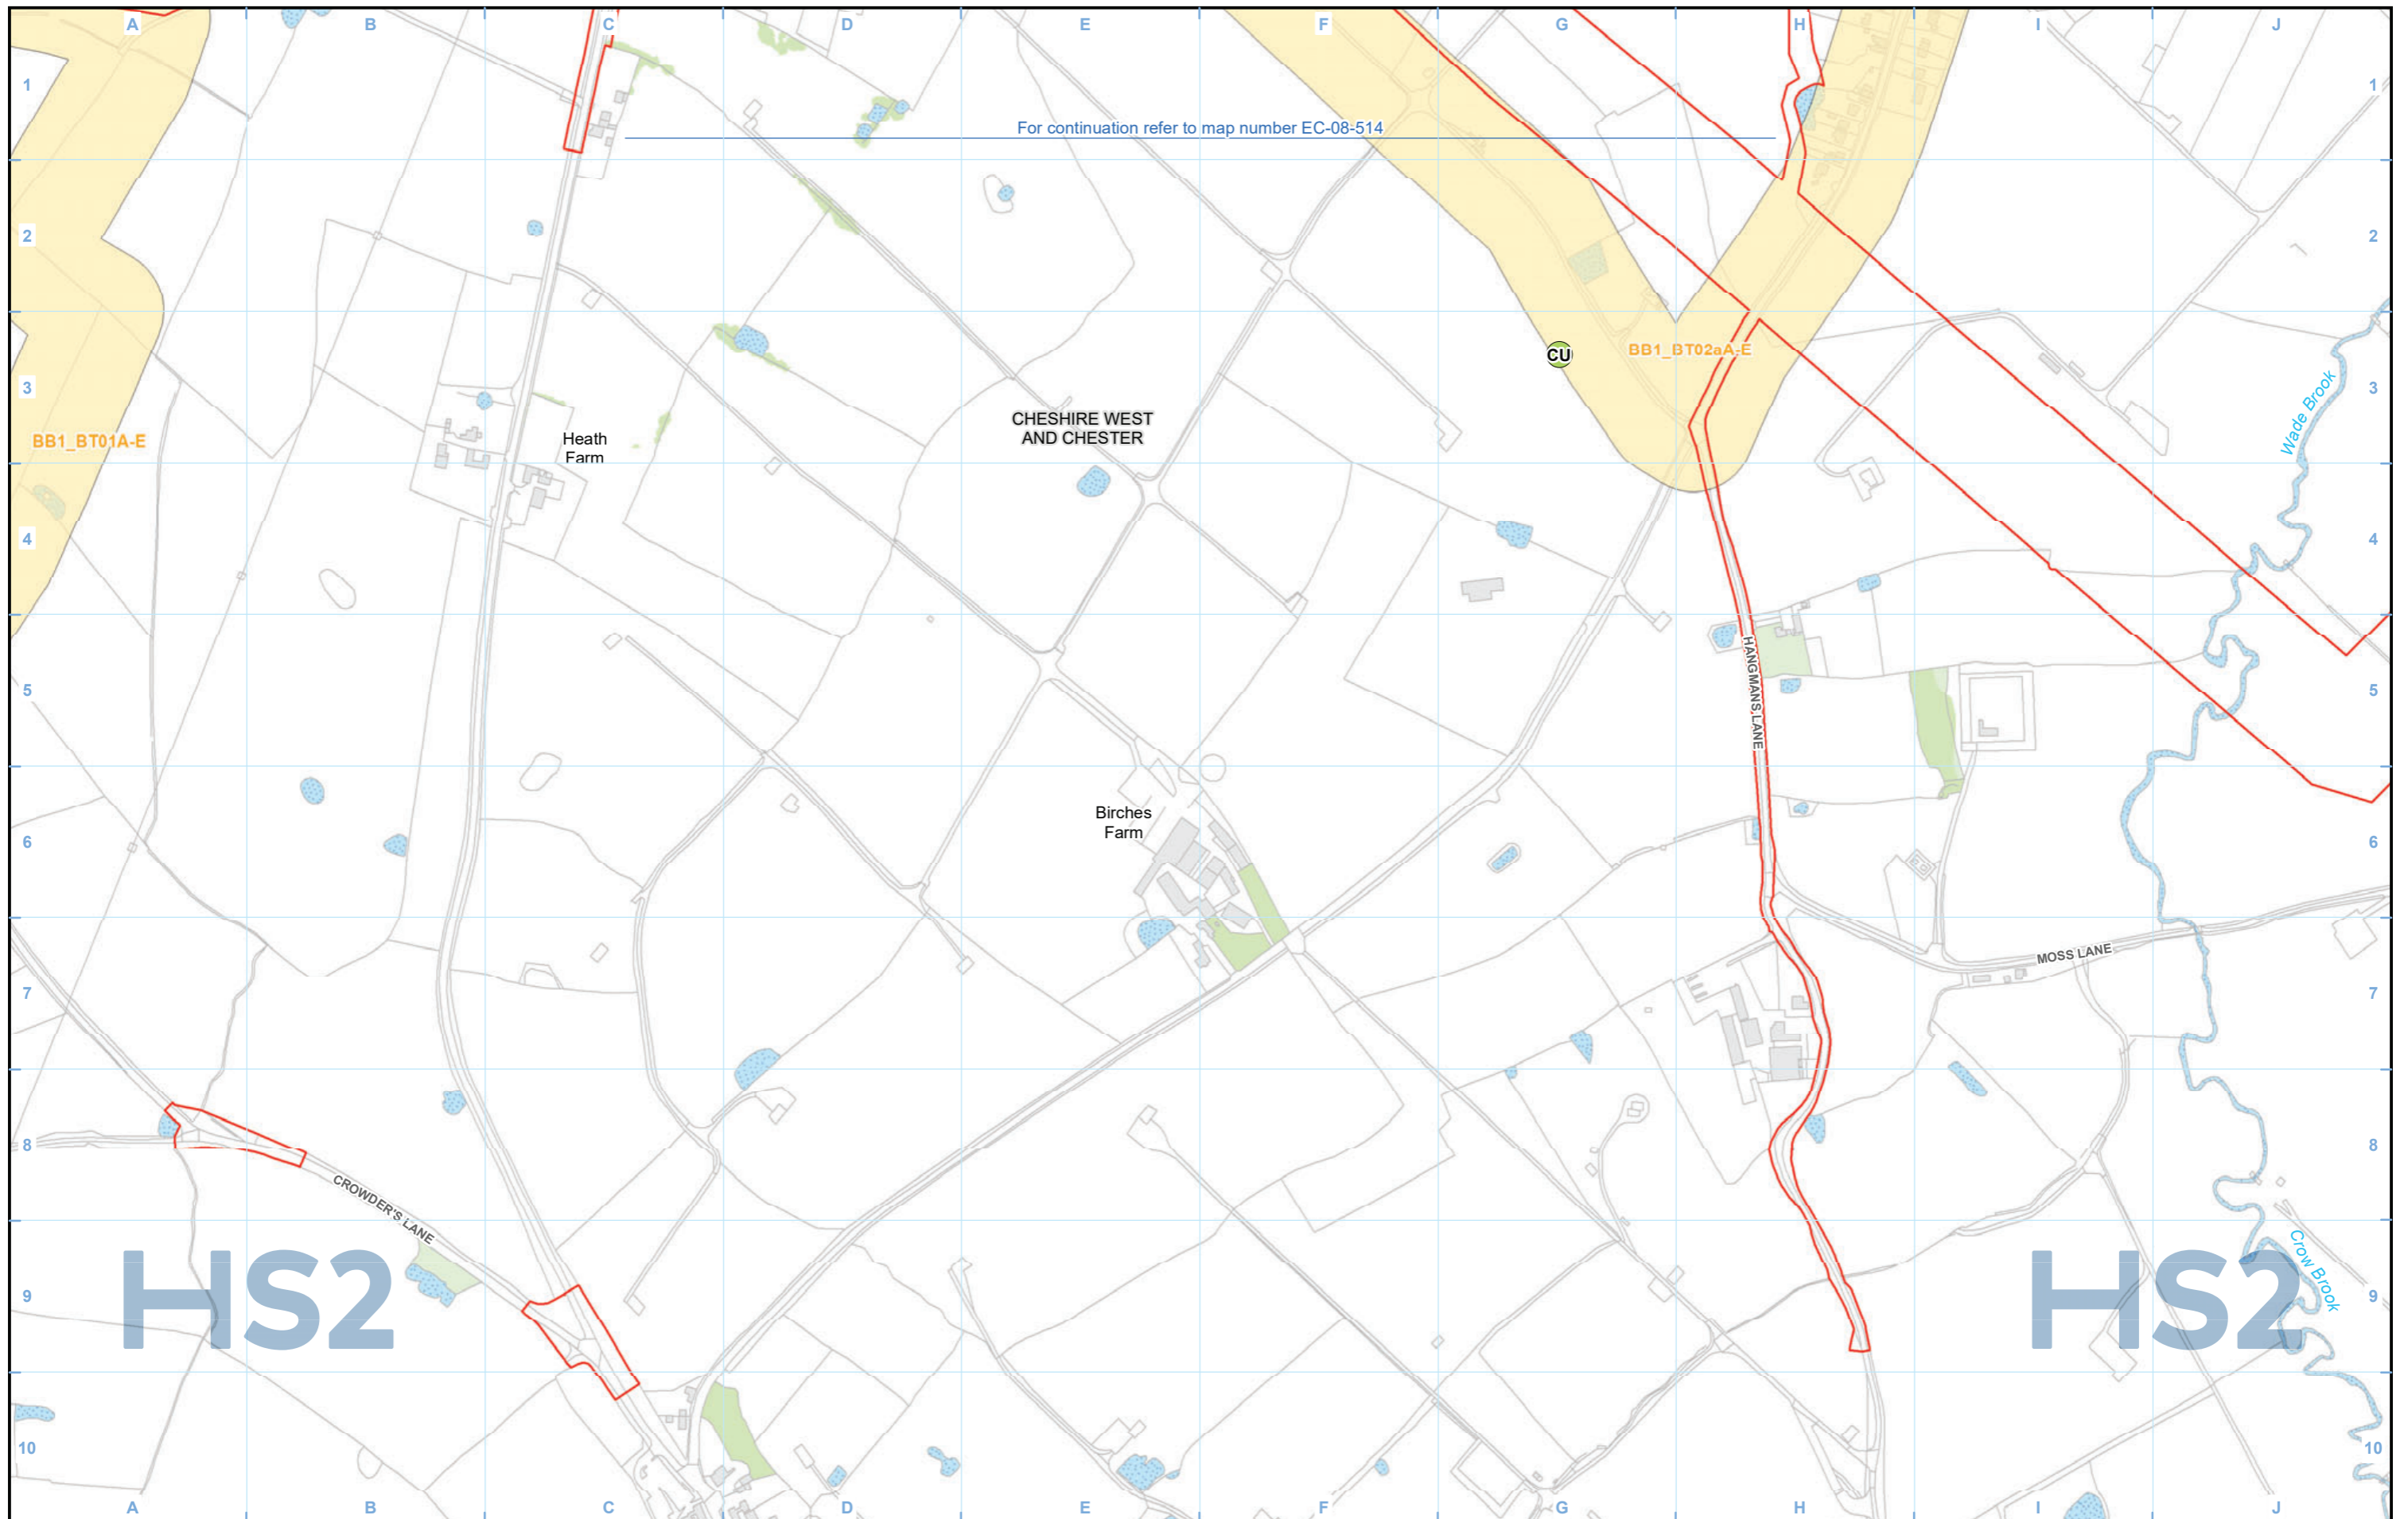 A B C D E F G H I J
1 1
For continuation refer to map number EC-08-514
2 2
CU
BB1_BT02aA-E
3 3
Wade Brook
CHESHIRE WEST
AND CHESTER
BB1_BT01A-E
Heath
Farm
4 4
HANGMANS LANE
5 5
Birches
Farm
6 6
MOSS LANE
7 7
8 8
CROWDER'S LANE
HS2 HS2
Crow Brook
9 9
10 10
A B C D E F G H I J